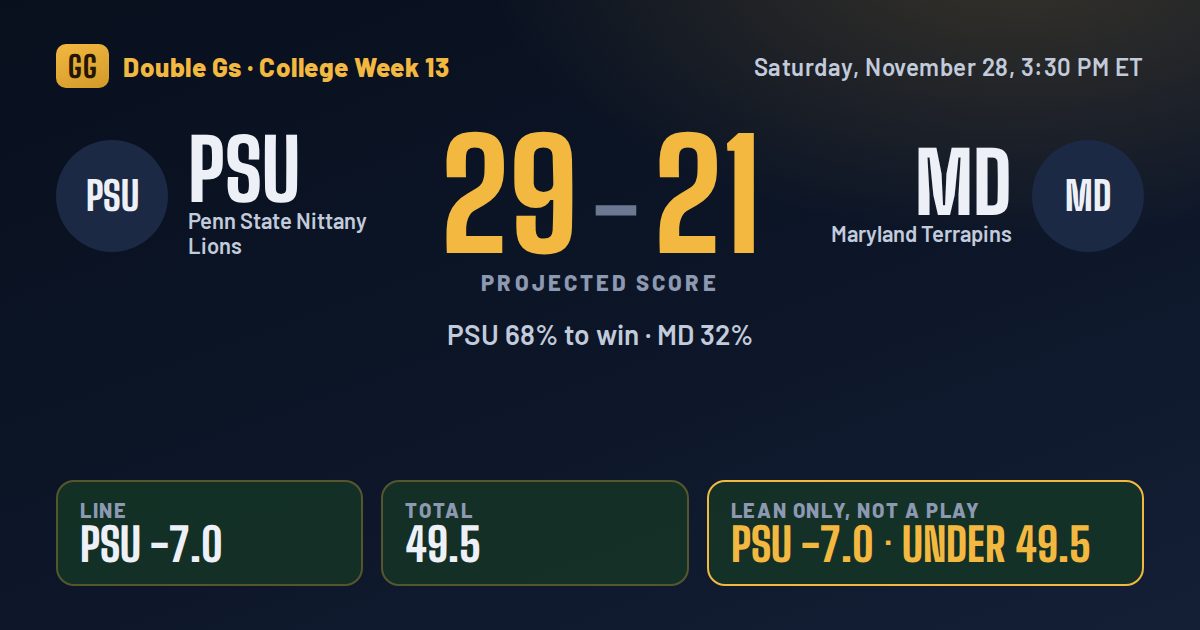 GG
Double Gs · College Week 13
Saturday, November 28, 3:30 PM ET
PSU
PSU
Penn State Nittany
Lions
29 – 21
PROJECTED SCORE
PSU 68% to win · MD 32%
MD
Maryland Terrapins
MD
LINE
PSU −7.0
TOTAL
49.5
LEAN ONLY, NOT A PLAY
PSU −7.0 · UNDER 49.5